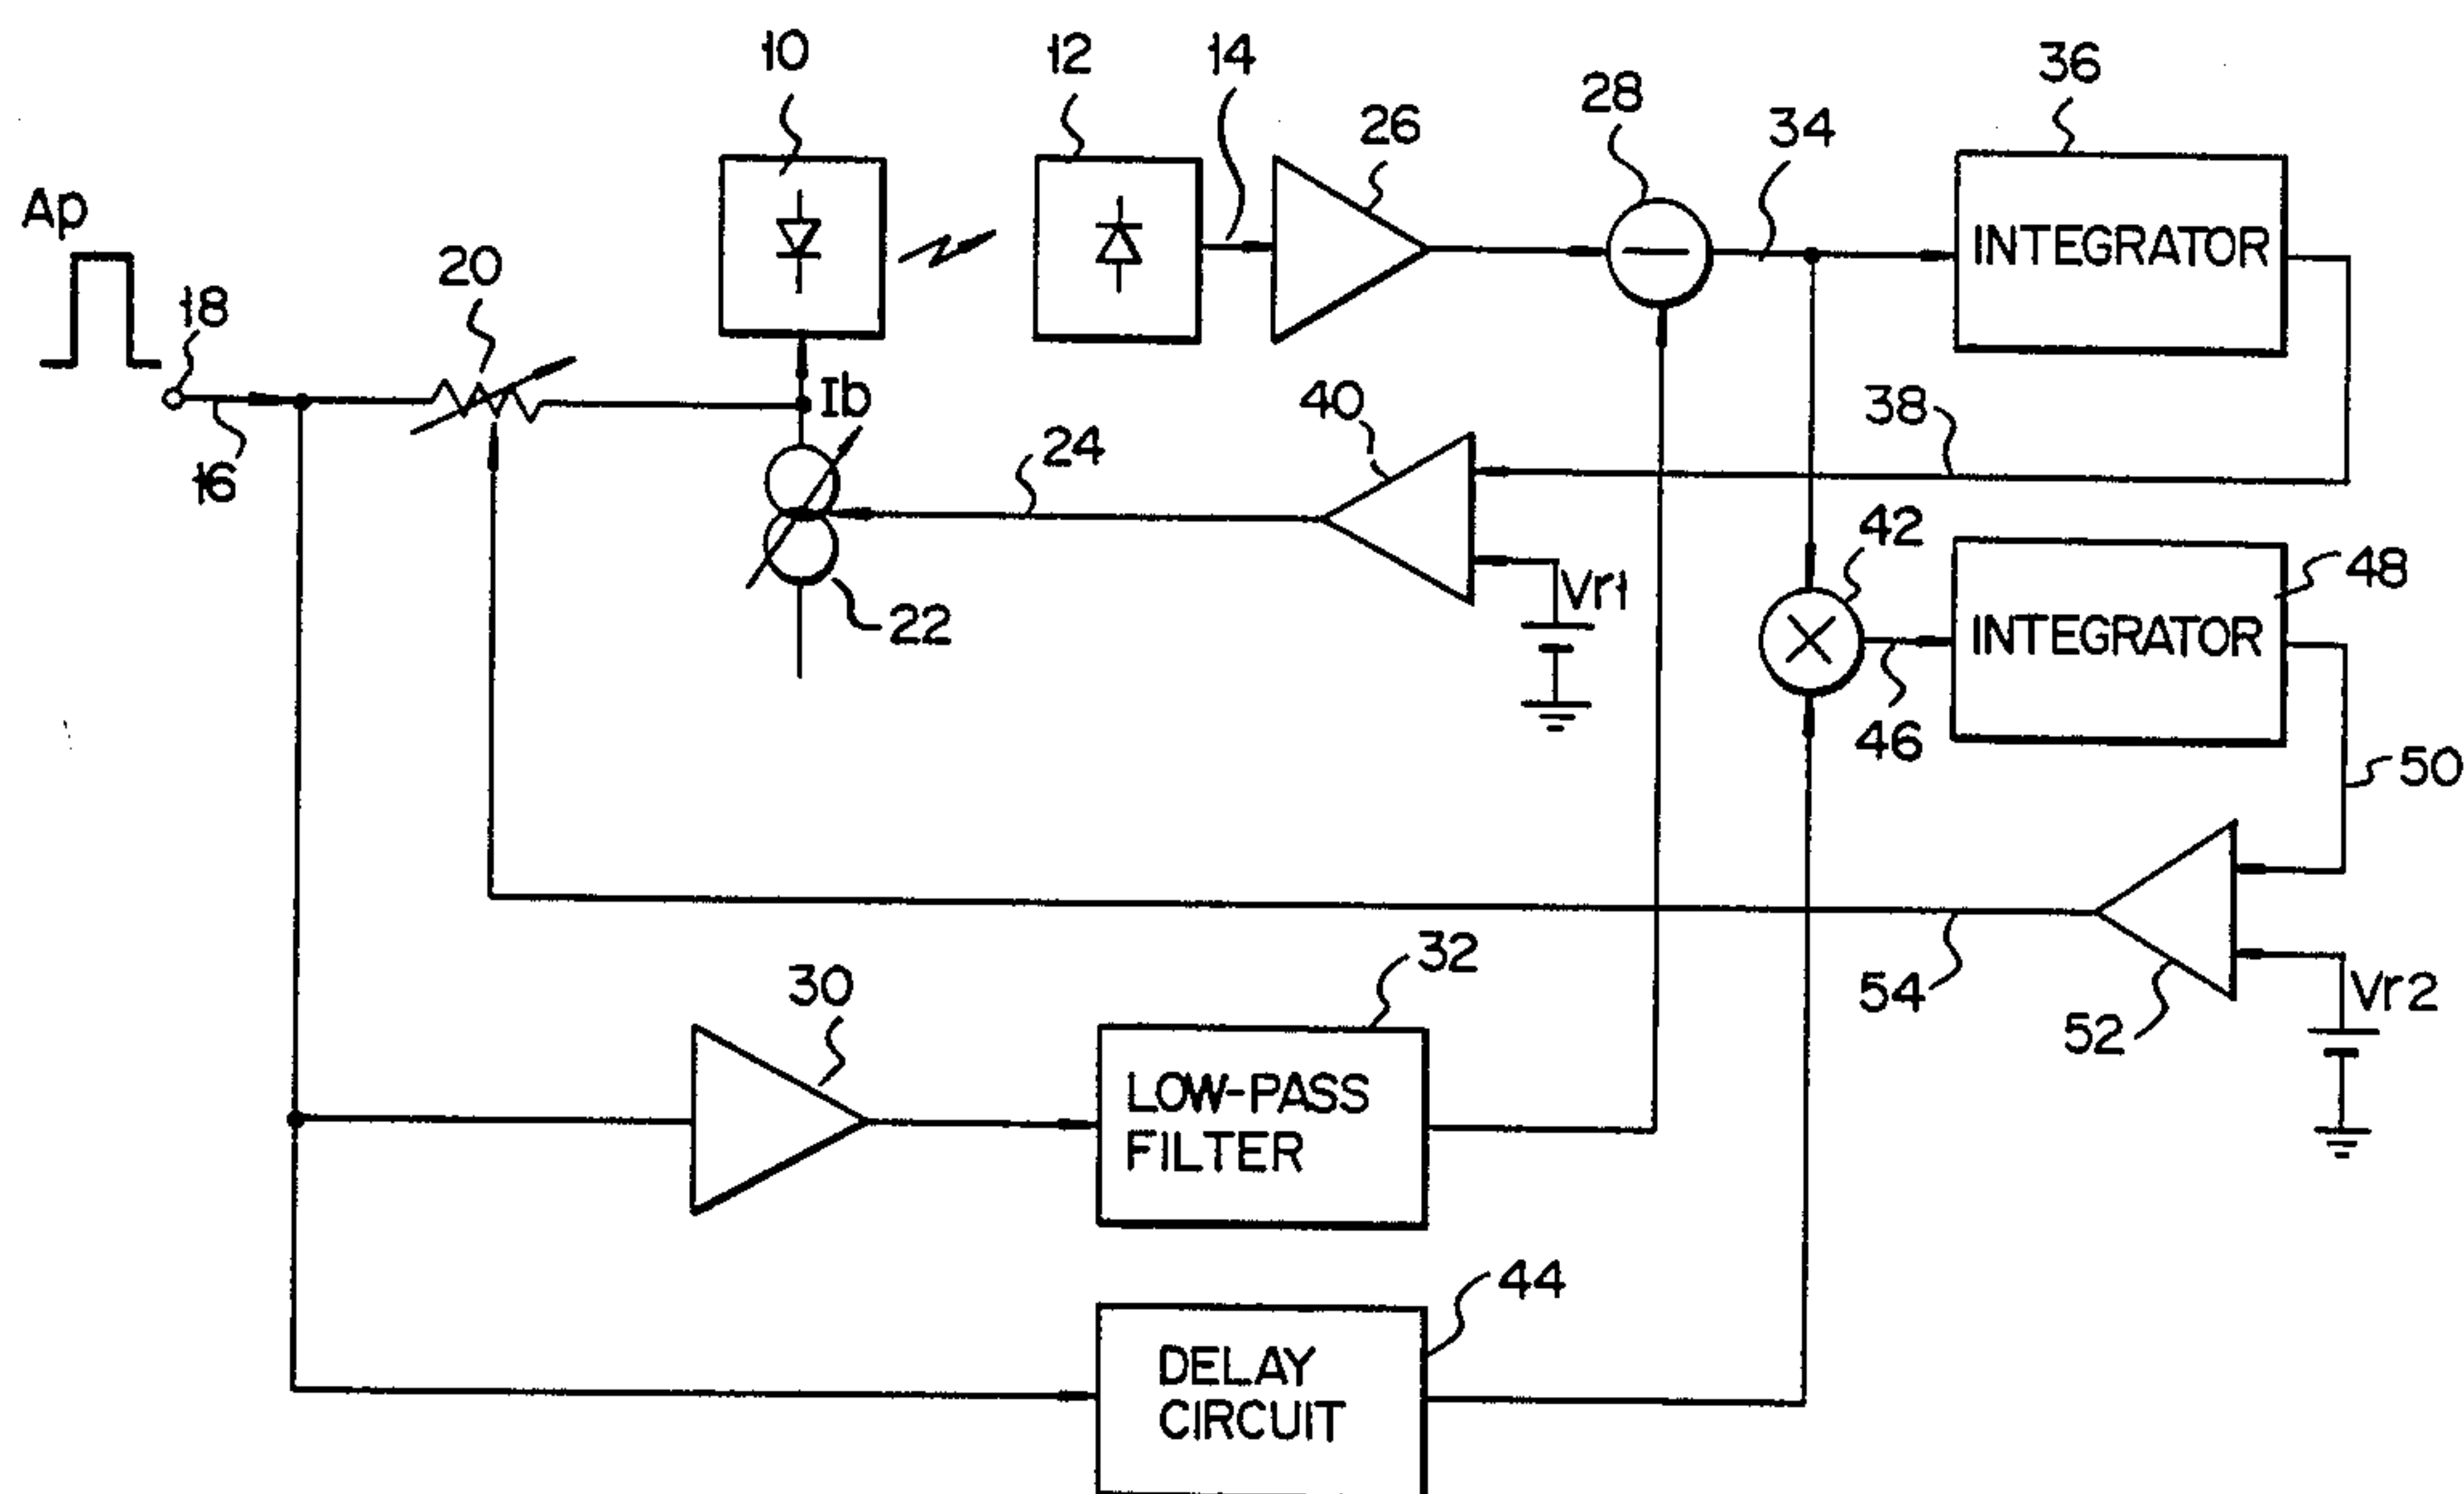 10
12
14
26
28
34
36
Ap
18
20
INTEGRATOR
16
Ib
24
40
38
42
48
22
Vr1
INTEGRATOR
46
50
30
32
54
52
Vr2
LOW-PASS
FILTER
44
DELAY
CIRCUIT